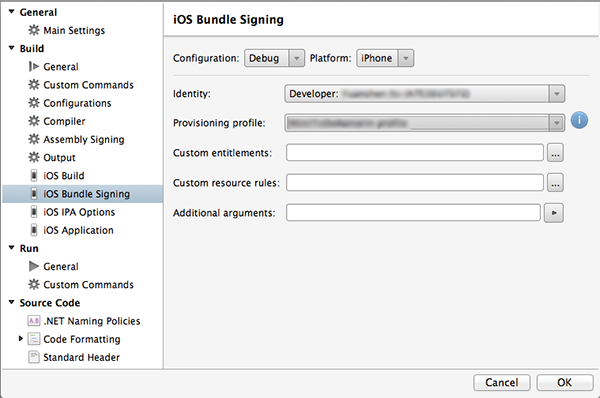 General
Main Settings
Build
General
Custom Commands
Configurations
Compiler
Assembly Signing
Output
iOS Build
iOS Bundle Signing
iOS IPA Options
iOS Application
Run
General
Custom Commands
Source Code
A.B .NET Naming Policies
Code Formatting
Standard Header
iOS Bundle Signing
Configuration: Debug Platform: iPhone
Identity: Developer:
Provisioning profile: i
Custom entitlements: ...
Custom resource rules: ...
Additional arguments:
Cancel OK